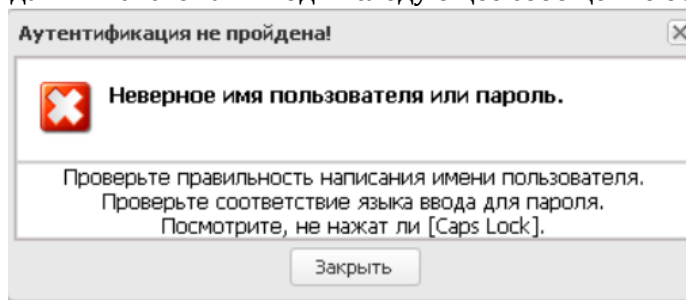 Аутентификация не пройдена!
Неверное имя пользователя или пароль.
Проверьте правильность написания имени пользователя.
Проверьте соответствие языка ввода для пароля.
Посмотрите, не нажат ли [Caps Lock].
Закрыть